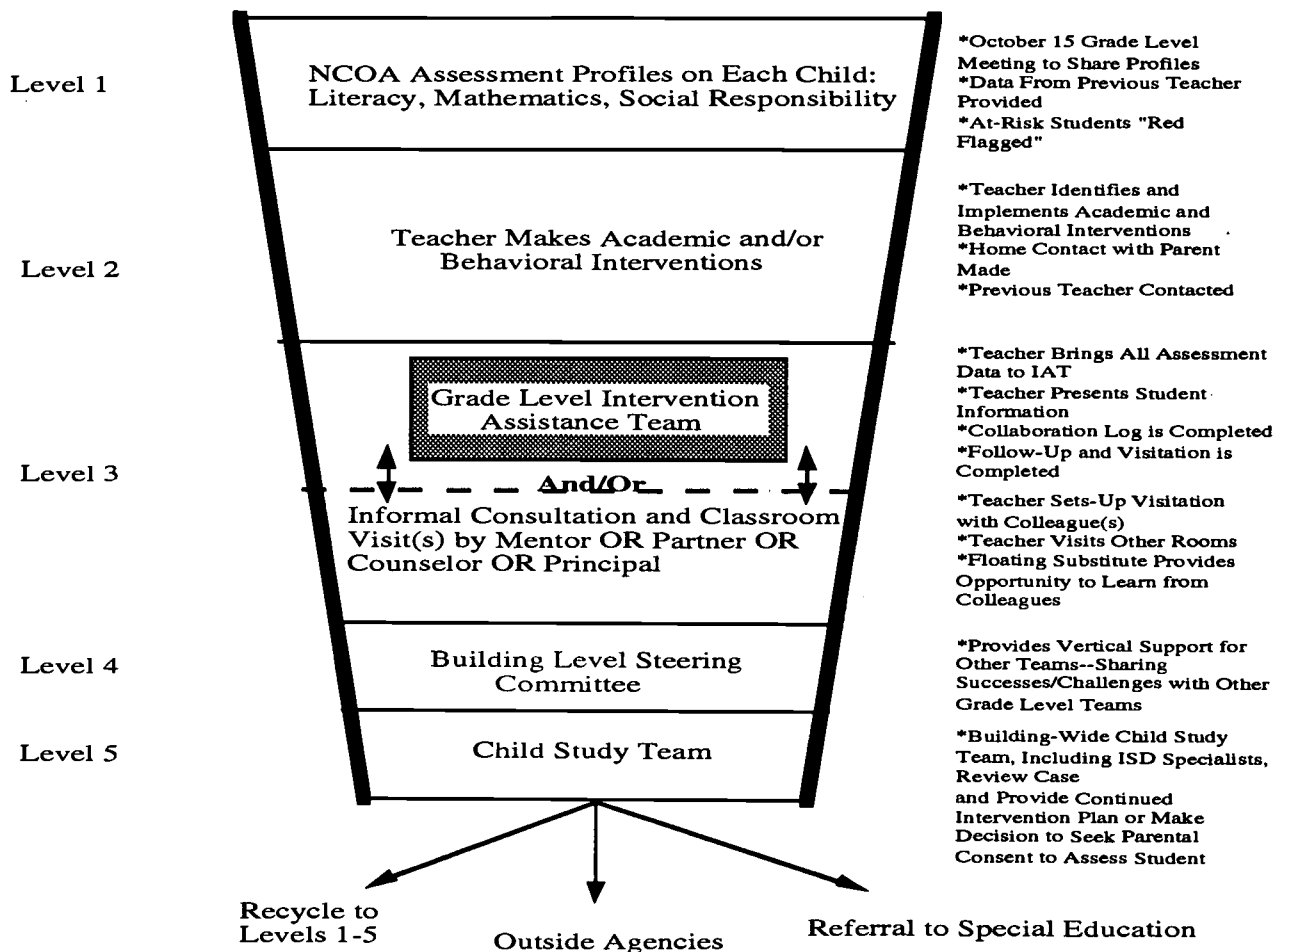 Level 1
NCOA Assessment Profiles on Each Child:
Literacy, Mathematics, Social Responsibility
*October 15 Grade Level
Meeting to Share Profiles
*Data From Previous Teacher
Provided
*At-Risk Students "Red
Flagged"
Level 2
Teacher Makes Academic and/or
Behavioral Interventions
*Teacher Identifies and
Implements Academic and
Behavioral Interventions
*Home Contact with Parent
Made
*Previous Teacher Contacted
Level 3
Grade Level Intervention
Assistance Team
And/Or
Informal Consultation and Classroom
Visit(s) by Mentor OR Partner OR
Counselor OR Principal
*Teacher Brings All Assessment
Data to IAT
*Teacher Presents Student
Information
*Collaboration Log is Completed
*Follow-Up and Visitation is
Completed
*Teacher Sets-Up Visitation
with Colleague(s)
*Teacher Visits Other Rooms
*Floating Substitute Provides
Opportunity to Learn from
Colleagues
Level 4
Building Level Steering
Committee
*Provides Vertical Support for
Other Teams--Sharing
Successes/Challenges with Other
Grade Level Teams
Level 5
Child Study Team
*Building-Wide Child Study
Team, Including ISD Specialists,
Review Case
and Provide Continued
Intervention Plan or Make
Decision to Seek Parental
Consent to Assess Student
Recycle to
Levels 1-5
Outside Agencies
Referral to Special Education